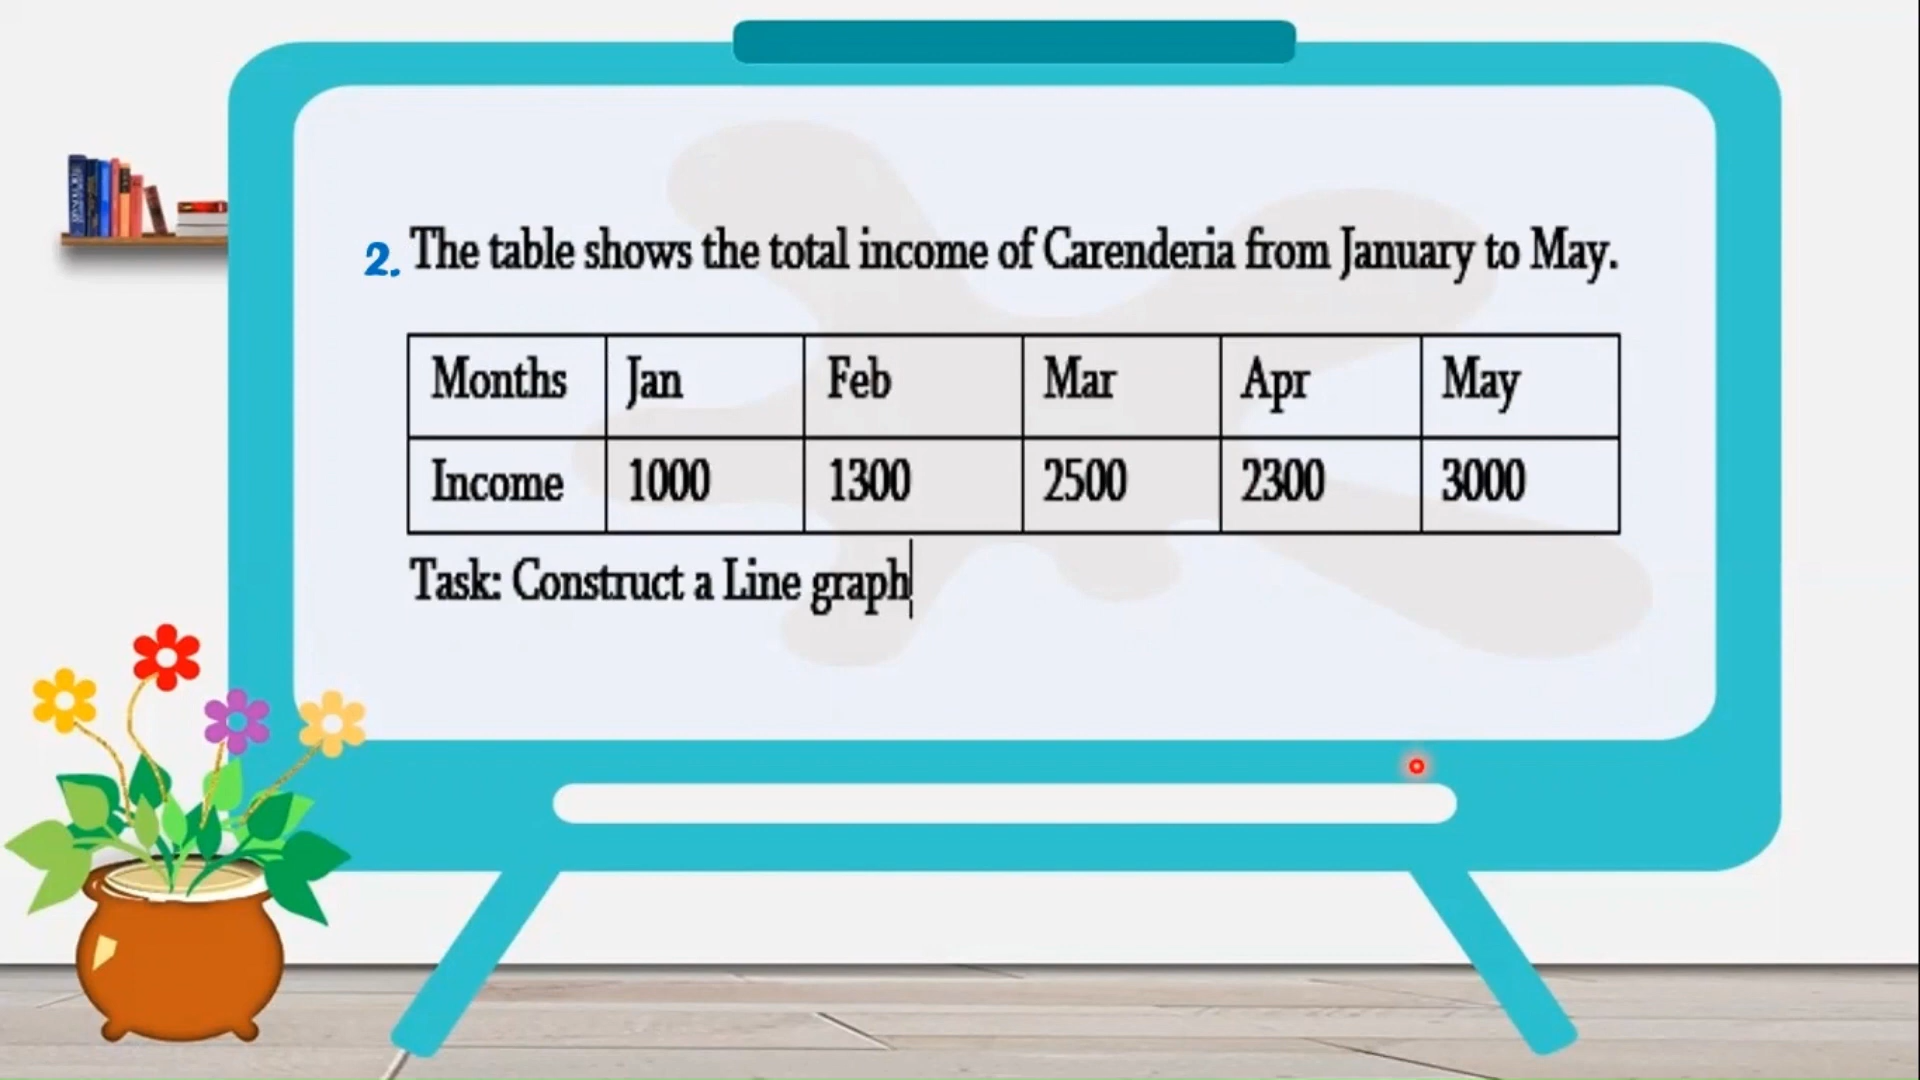 2. The table shows the total income of Carenderia from January to May.
Months Jan Feb Mar Apr May
Income 1000 1300 2500 2300 3000
Task: Construct a Line graph